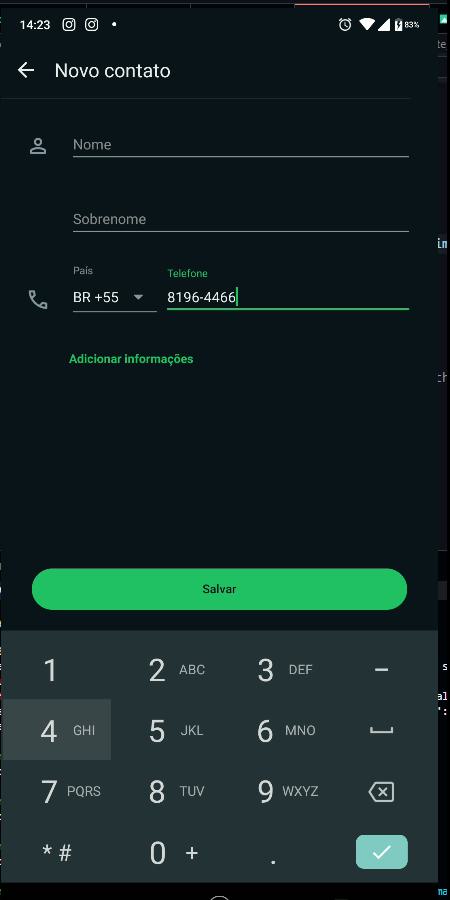 14:23
83%
Novo contato
Nome
Sobrenome
País
Telefone
BR +55
8196-4466
Adicionar informações
Salvar
1 2 ABC 3 DEF –
4 GHI 5 JKL 6 MNO
7 PQRS 8 TUV 9 WXYZ
* # 0 + .